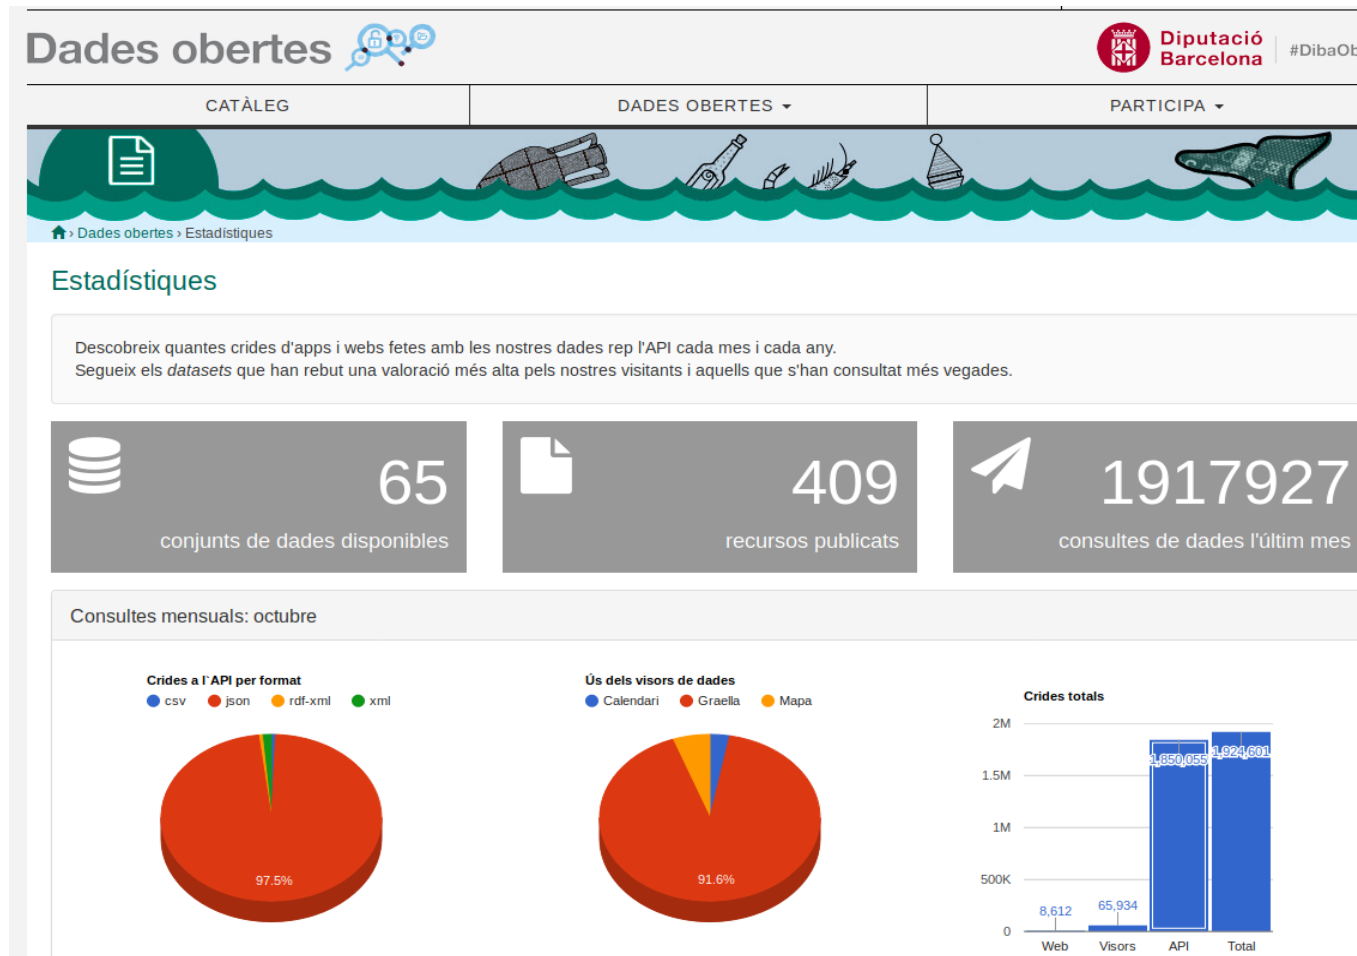 Dades obertes
Diputació
Barcelona
#DibaOb
CATÀLEG
DADES OBERTES
PARTICIPA
› Dades obertes › Estadístiques
Estadístiques
Descobreix quantes crides d'apps i webs fetes amb les nostres dades rep l'API cada mes i cada any.
Segueix els datasets que han rebut una valoració més alta pels nostres visitants i aquells que s'han consultat més vegades.
65
conjunts de dades disponibles
409
recursos publicats
1917927
consultes de dades l'últim mes
Consultes mensuals: octubre
Crides a l`API per format
csv json rdf-xml xml
97.5%
Ús dels visors de dades
Calendari Graella Mapa
91.6%
Crides totals
2M
1.5M
1M
500K
0
8,612
65,934
1,850,055
1,924,601
Web Visors API Total